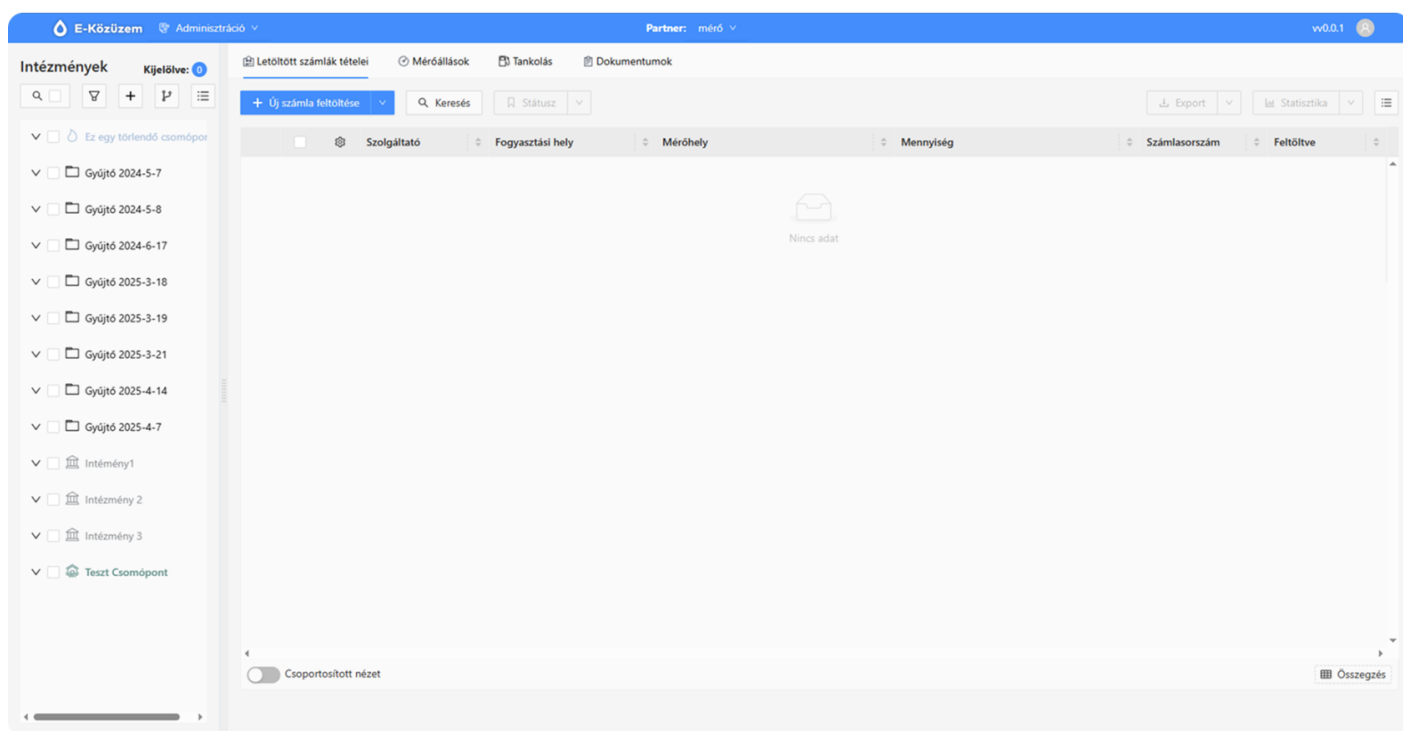 E-Közüzem Adminisztráció Partner: mérő vv0.0.1
Intézmények Kijelölve: 0
Letöltött számlák tételei Mérőállások Tankolás Dokumentumok
Új számla feltöltése Keresés Státusz Export Statisztika
Szolgáltató Fogyasztási hely Mérőhely Mennyiség Számlasorszám Feltöltve
Nincs adat
Ez egy törlendő csomópor
Gyűjtő 2024-5-7
Gyűjtő 2024-5-8
Gyűjtő 2024-6-17
Gyűjtő 2025-3-18
Gyűjtő 2025-3-19
Gyűjtő 2025-3-21
Gyűjtő 2025-4-14
Gyűjtő 2025-4-7
Intémény1
Intézmény 2
Intézmény 3
Teszt Csomópont
Csoportosított nézet Összegzés